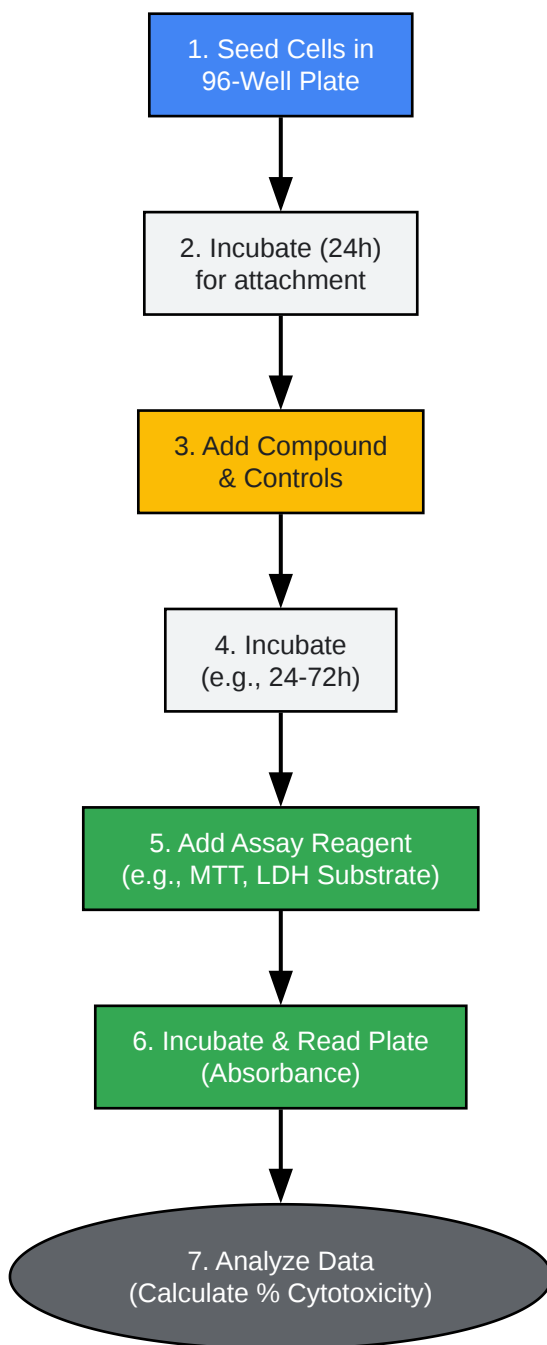 1. Seed Cells in
96-Well Plate
2. Incubate (24h)
for attachment
3. Add Compound
& Controls
4. Incubate
(e.g., 24-72h)
5. Add Assay Reagent
(e.g., MTT, LDH Substrate)
6. Incubate & Read Plate
(Absorbance)
7. Analyze Data
(Calculate % Cytotoxicity)